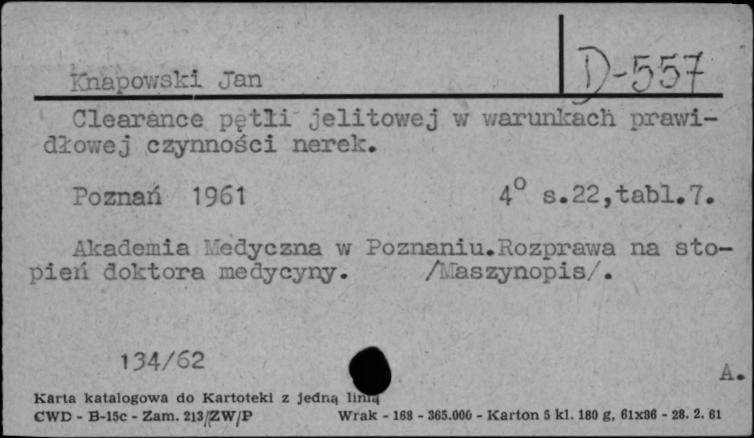 D-557
Knapowski Jan
Clearance pętli jelitowej w warunkach prawi-
dłowej czynności nerek.
Poznań 1961 4° s.22,tabl.7.
Akademia Medyczna w Poznaniu.Rozprawa na sto-
pień doktora medycyny. /Maszynopis/.
134/62
A.
Karta katalogowa do Kartoteki z jedną linią
CWD - B-15c - Zam. 213/ZW/P Wrak - 168 - 365.000 - Karton 5 kl. 180 g, 61x86 - 28. 2. 61